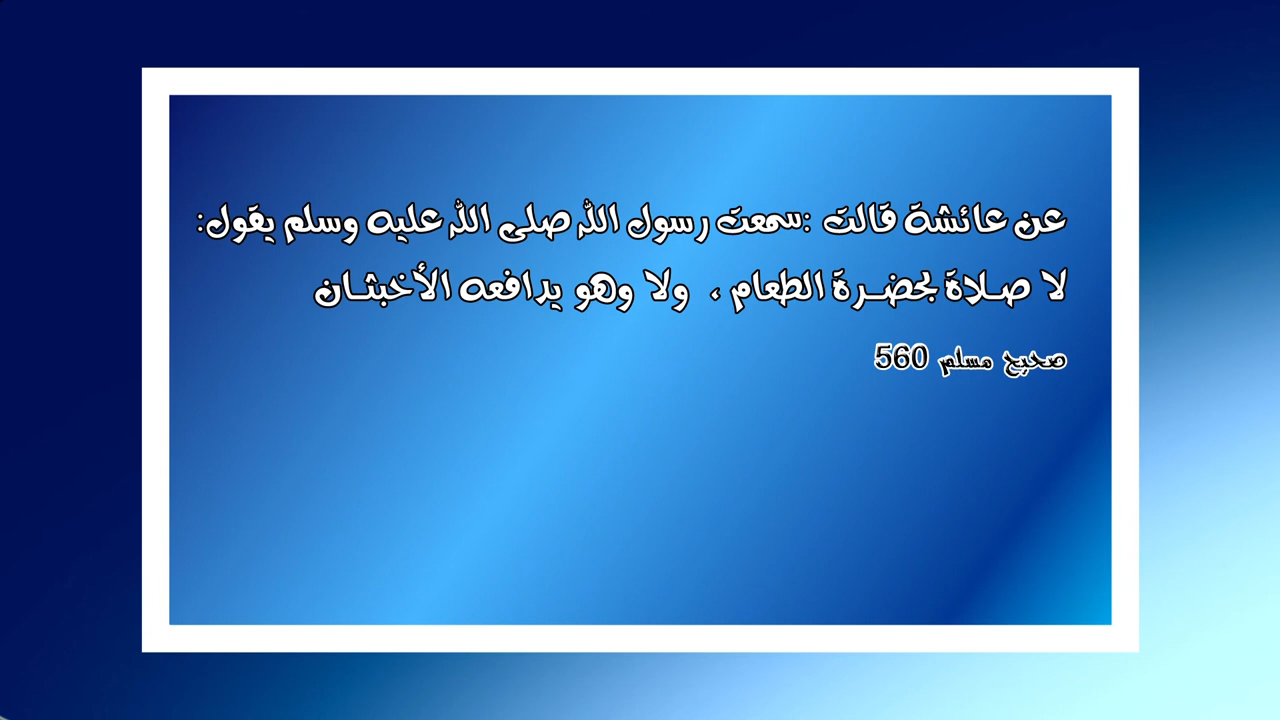 عن عائشة قالت :سمعت رسول الله صلى الله عليه وسلم يقول:
لا صـلاة بحضـرة الطعام ، ولا وهو يدافعه الأخبثـان
صحيح مسلم 560